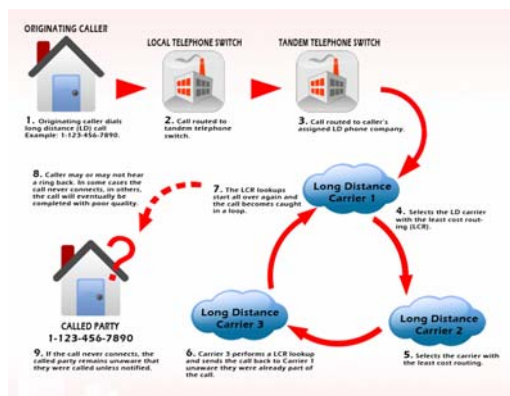 ORIGINATING CALLER
LOCAL TELEPHONE SWITCH
TANDEM TELEPHONE SWITCH
1. Originating caller dials
long distance (LD) call
Example: 1-123-456-7890.
2. Call routed to
tandem telephone
switch.
3. Call routed to caller's
assigned LD phone company.
Long Distance
Carrier 1
4. Selects the LD carrier
with the least cost rout-
ing (LCR).
Long Distance
Carrier 2
5. Selects the carrier with
the least cost routing.
Long Distance
Carrier 3
6. Carrier 3 performs a LCR lookup
and sends the call back to Carrier 1
unaware they were already part of
the call.
7. The LCR lookups
start all over again and
the call becomes caught
in a loop.
8. Caller may or may not hear
a ring back. In some cases
the call never connects, in others,
the call will eventually be
completed with poor quality.
?
CALLED PARTY
1-123-456-7890
9. If the call never connects, the
called party remains unaware that
they were called unless notified.